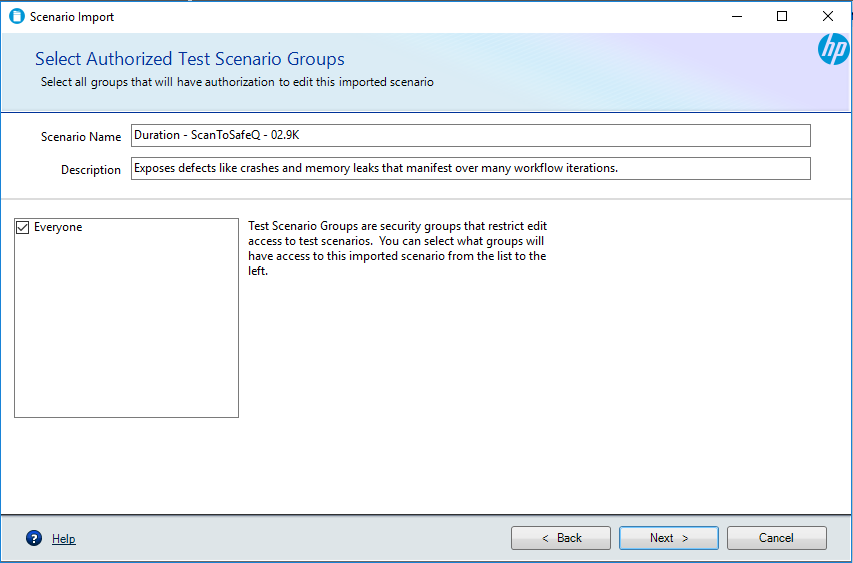 Scenario Import
hp
Select Authorized Test Scenario Groups
Select all groups that will have authorization to edit this imported scenario
Scenario Name Duration - ScanToSafeQ - 02.9K
Description Exposes defects like crashes and memory leaks that manifest over many workflow iterations.
Everyone
Test Scenario Groups are security groups that restrict edit
access to test scenarios. You can select what groups will
have access to this imported scenario from the list to the
left.
? Help < Back Next > Cancel